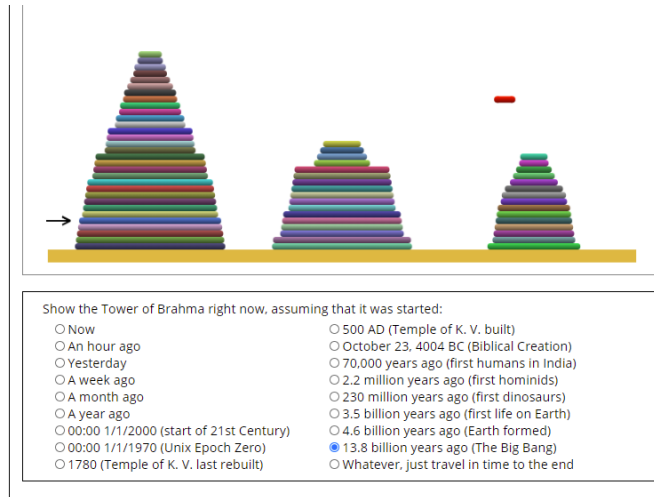 Show the Tower of Brahma right now, assuming that it was started:
Now
An hour ago
Yesterday
A week ago
A month ago
A year ago
00:00 1/1/2000 (start of 21st Century)
00:00 1/1/1970 (Unix Epoch Zero)
1780 (Temple of K. V. last rebuilt)
500 AD (Temple of K. V. built)
October 23, 4004 BC (Biblical Creation)
70,000 years ago (first humans in India)
2.2 million years ago (first hominids)
230 million years ago (first dinosaurs)
3.5 billion years ago (first life on Earth)
4.6 billion years ago (Earth formed)
13.8 billion years ago (The Big Bang)
Whatever, just travel in time to the end